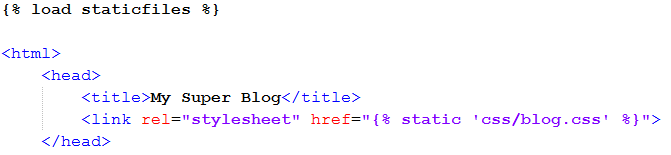 {% load staticfiles %}

<html>
    <head>
        <title>My Super Blog</title>
        <link rel="stylesheet" href="{% static 'css/blog.css' %}">
    </head>